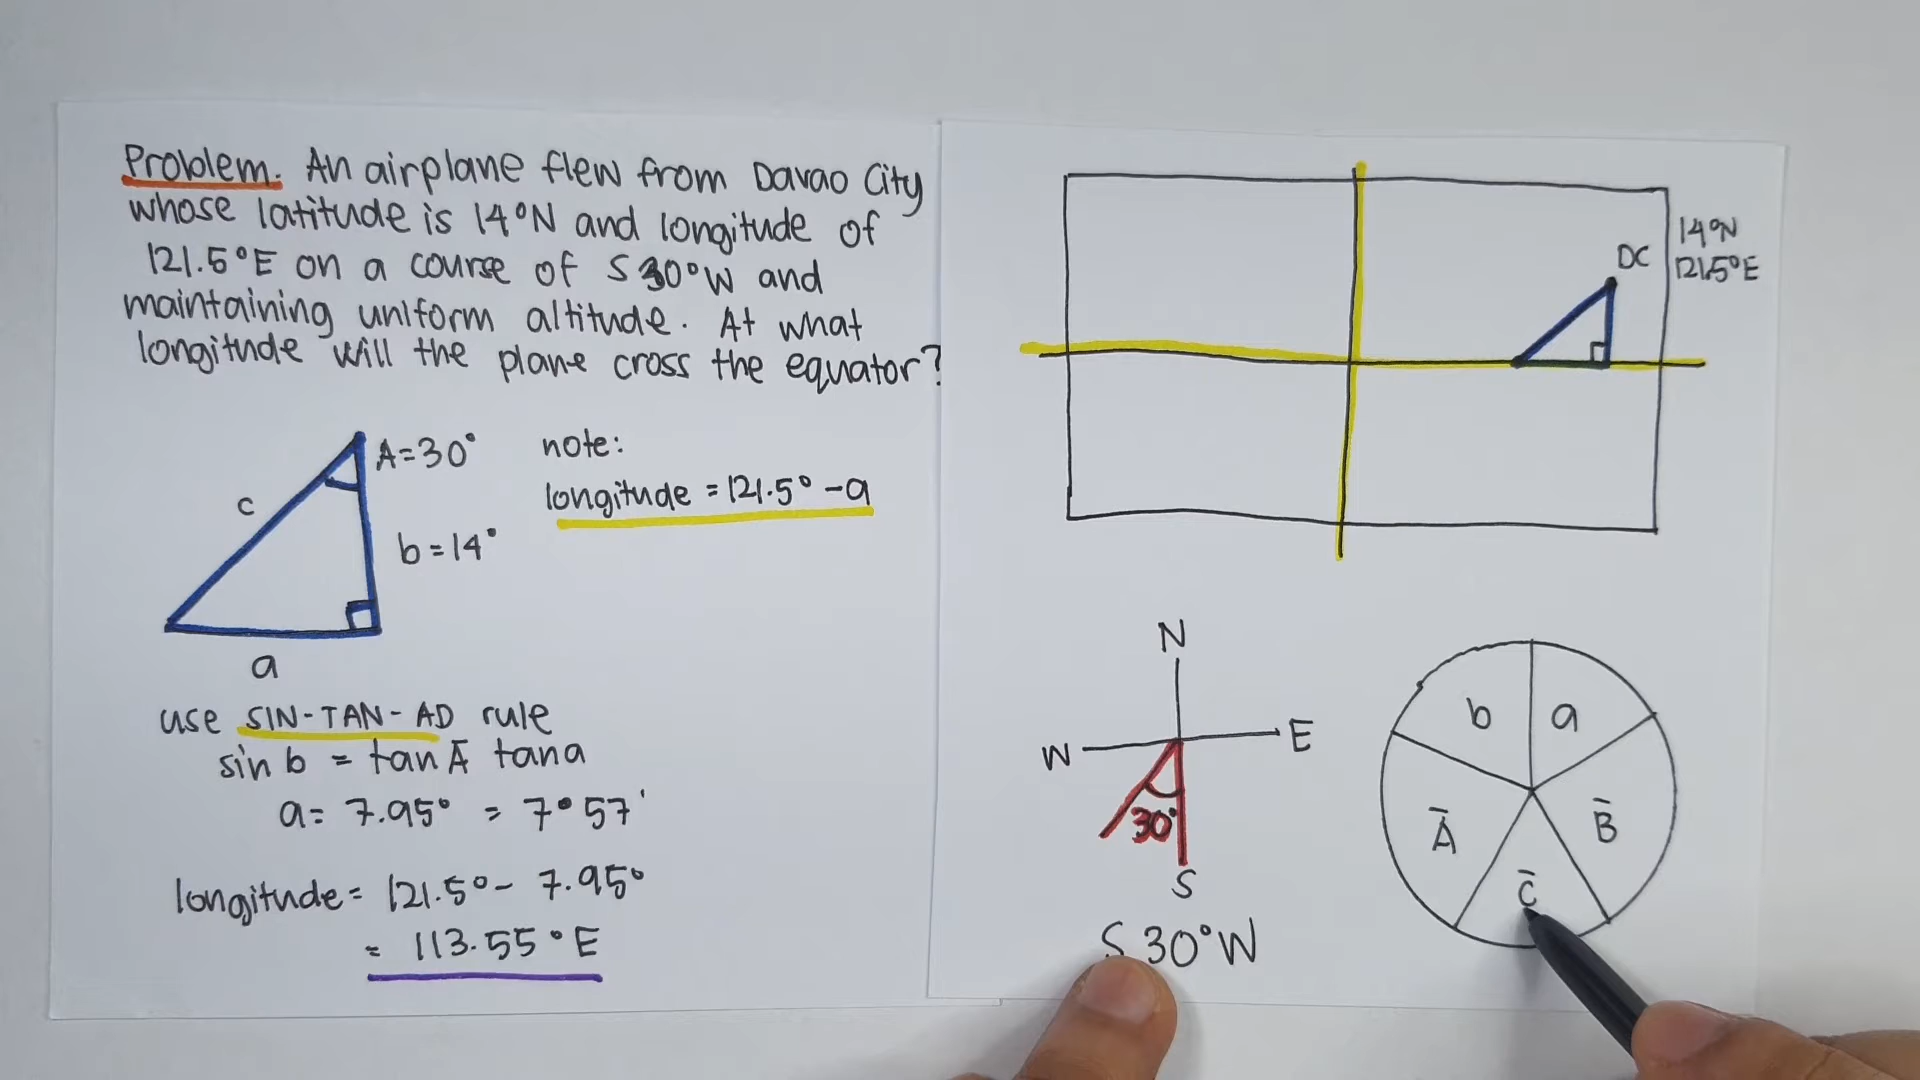 Problem. An airplane flew from Davao City
whose latitude is 14°N and longitude of
121.5°E on a course of S 30°W and
maintaining uniform altitude. At what
longitude will the plane cross the equator?
A=30°
c
b=14°
a
note:
longitude = 121.5° - a
use SIN-TAN-AD rule
sin b = tan A̅ tan a
a= 7.95° = 7°57'
longitude= 121.5° - 7.95°
= 113.55°E
DC
14°N
121.5°E
N
W
E
30°
S
S 30°W
b
a
A̅
B̅
c̅